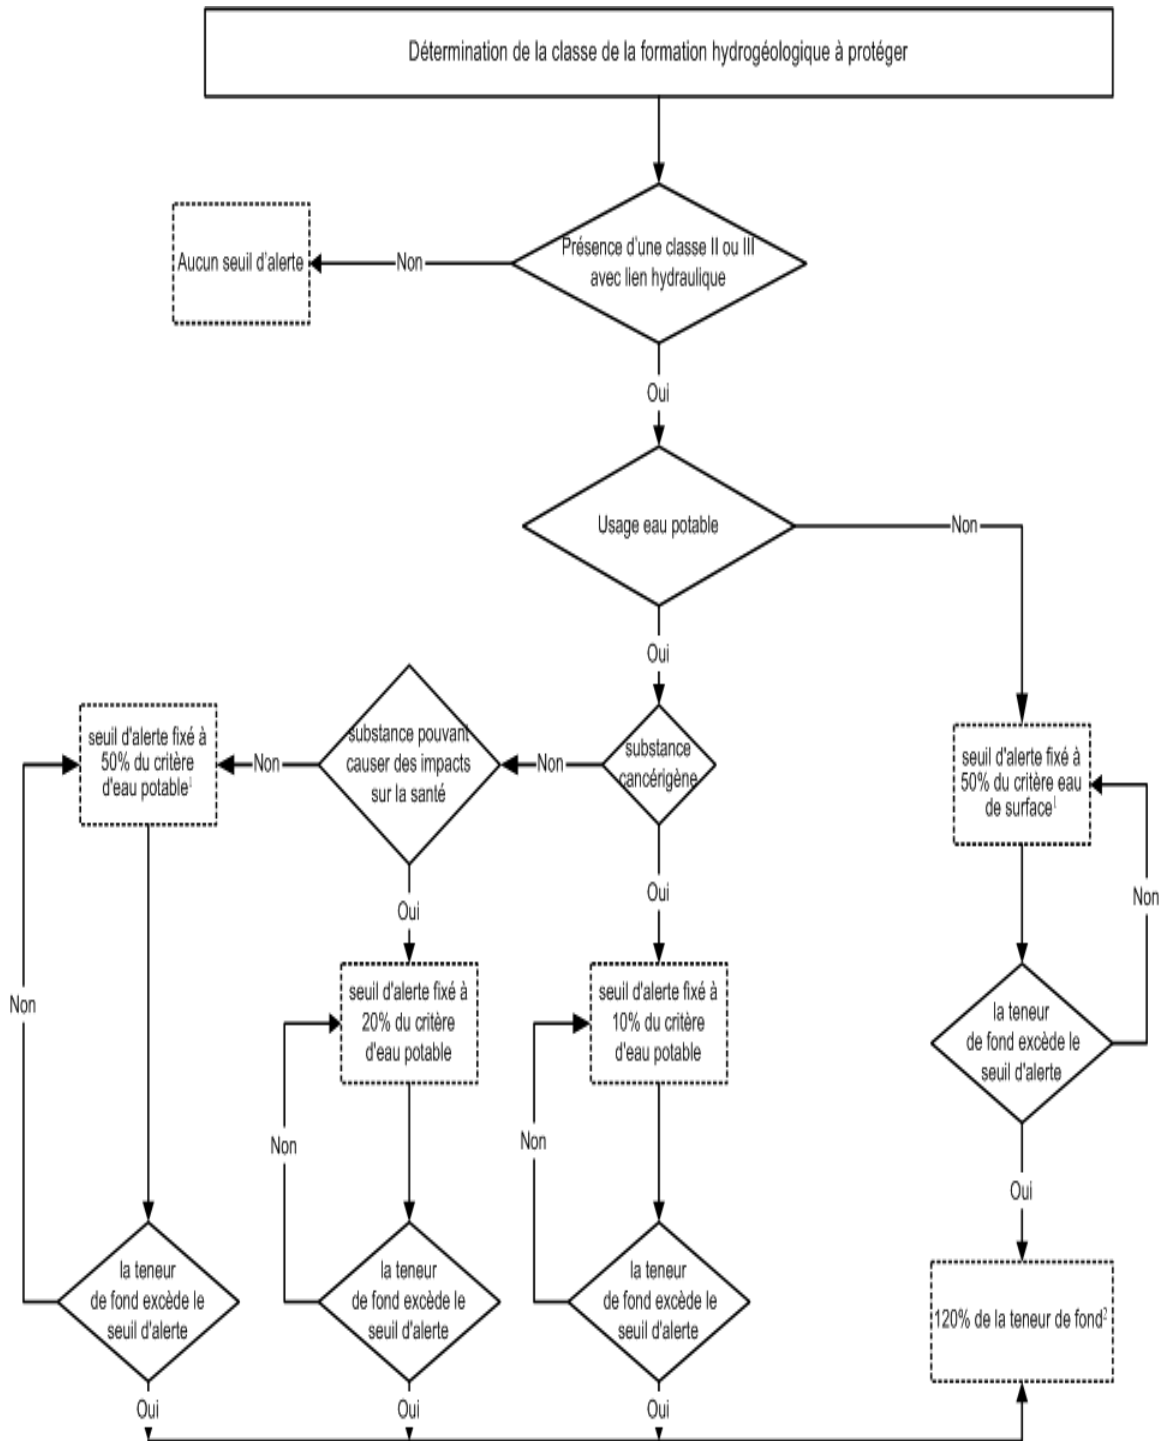 Détermination de la classe de la formation hydrogéologique à protéger
Présence d'une classe II ou III
avec lien hydraulique
Non
Aucun seuil d'alerte
Oui
Usage eau potable
Non
Oui
substance
cancérigène
Non
substance pouvant
causer des impacts
sur la santé
Non
seuil d'alerte fixé à
50% du critère
d'eau potable¹
seuil d'alerte fixé à
50% du critère eau
de surface¹
Oui
Oui
Non
seuil d'alerte fixé à
20% du critère
d'eau potable
seuil d'alerte fixé à
10% du critère
d'eau potable
la teneur
de fond excède le
seuil d'alerte
Non
Non
Non
Oui
la teneur
de fond excède le
seuil d'alerte
la teneur
de fond excède le
seuil d'alerte
la teneur
de fond excède le
seuil d'alerte
120% de la teneur de fond²
Oui
Oui
Oui